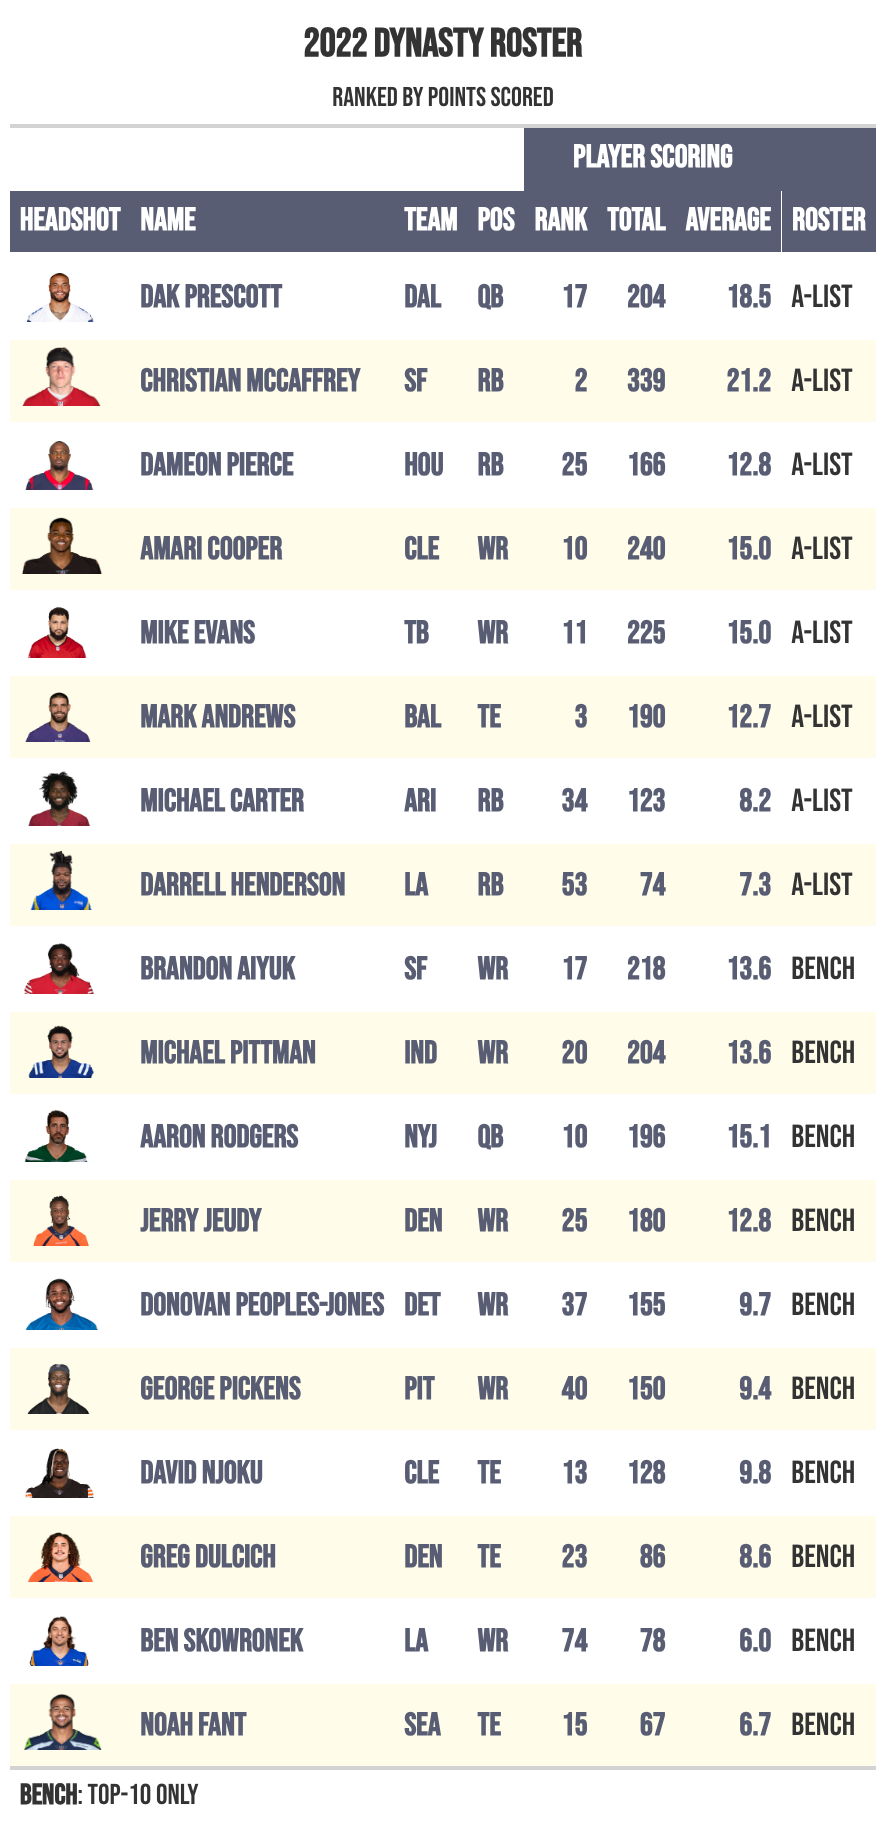 2022 DYNASTY ROSTER
RANKED BY POINTS SCORED
PLAYER SCORING
HEADSHOT NAME TEAM POS RANK TOTAL AVERAGE ROSTER
DAK PRESCOTT DAL QB 17 204 18.5 A-LIST
CHRISTIAN MCCAFFREY SF RB 2 339 21.2 A-LIST
DAMEON PIERCE HOU RB 25 166 12.8 A-LIST
AMARI COOPER CLE WR 10 240 15.0 A-LIST
MIKE EVANS TB WR 11 225 15.0 A-LIST
MARK ANDREWS BAL TE 3 190 12.7 A-LIST
MICHAEL CARTER ARI RB 34 123 8.2 A-LIST
DARRELL HENDERSON LA RB 53 74 7.3 A-LIST
BRANDON AIYUK SF WR 17 218 13.6 BENCH
MICHAEL PITTMAN IND WR 20 204 13.6 BENCH
AARON RODGERS NYJ QB 10 196 15.1 BENCH
JERRY JEUDY DEN WR 25 180 12.8 BENCH
DONOVAN PEOPLES-JONES DET WR 37 155 9.7 BENCH
GEORGE PICKENS PIT WR 40 150 9.4 BENCH
DAVID NJOKU CLE TE 13 128 9.8 BENCH
GREG DULCICH DEN TE 23 86 8.6 BENCH
BEN SKOWRONEK LA WR 74 78 6.0 BENCH
NOAH FANT SEA TE 15 67 6.7 BENCH
BENCH: TOP-10 ONLY